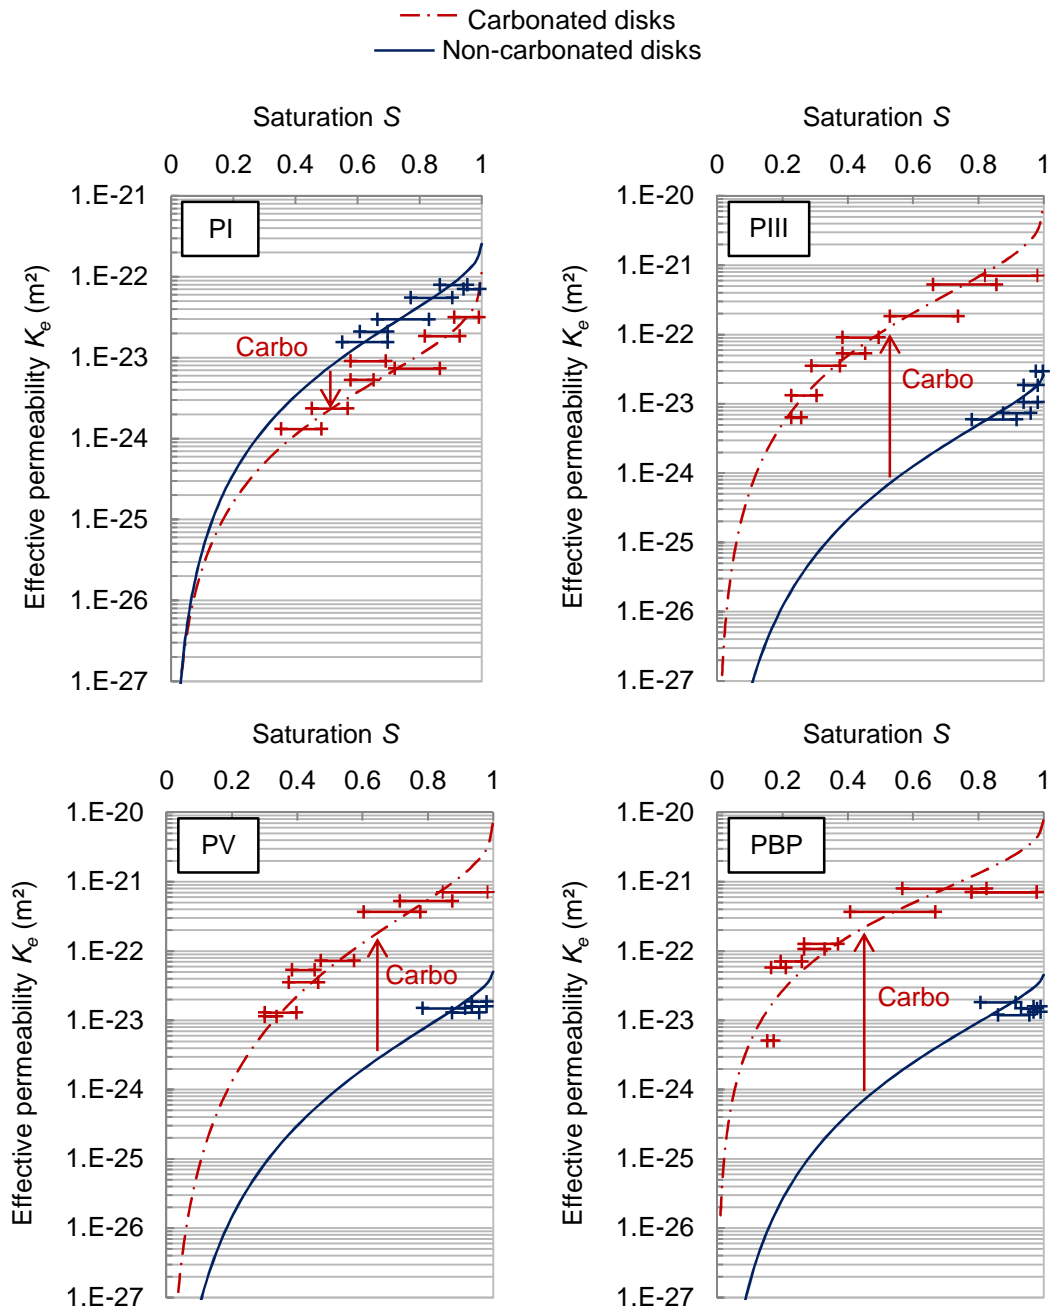 Carbonated disks
Non-carbonated disks
Saturation S
0 0.2 0.4 0.6 0.8 1
Effective permeability Ke (m²)
1.E-21
1.E-22
1.E-23
1.E-24
1.E-25
1.E-26
1.E-27
PI
Carbo
Saturation S
0 0.2 0.4 0.6 0.8 1
Effective permeability Ke (m²)
1.E-20
1.E-21
1.E-22
1.E-23
1.E-24
1.E-25
1.E-26
1.E-27
PIII
Carbo
Saturation S
0 0.2 0.4 0.6 0.8 1
Effective permeability Ke (m²)
1.E-20
1.E-21
1.E-22
1.E-23
1.E-24
1.E-25
1.E-26
1.E-27
PV
Carbo
Saturation S
0 0.2 0.4 0.6 0.8 1
Effective permeability Ke (m²)
1.E-20
1.E-21
1.E-22
1.E-23
1.E-24
1.E-25
1.E-26
1.E-27
PBP
Carbo